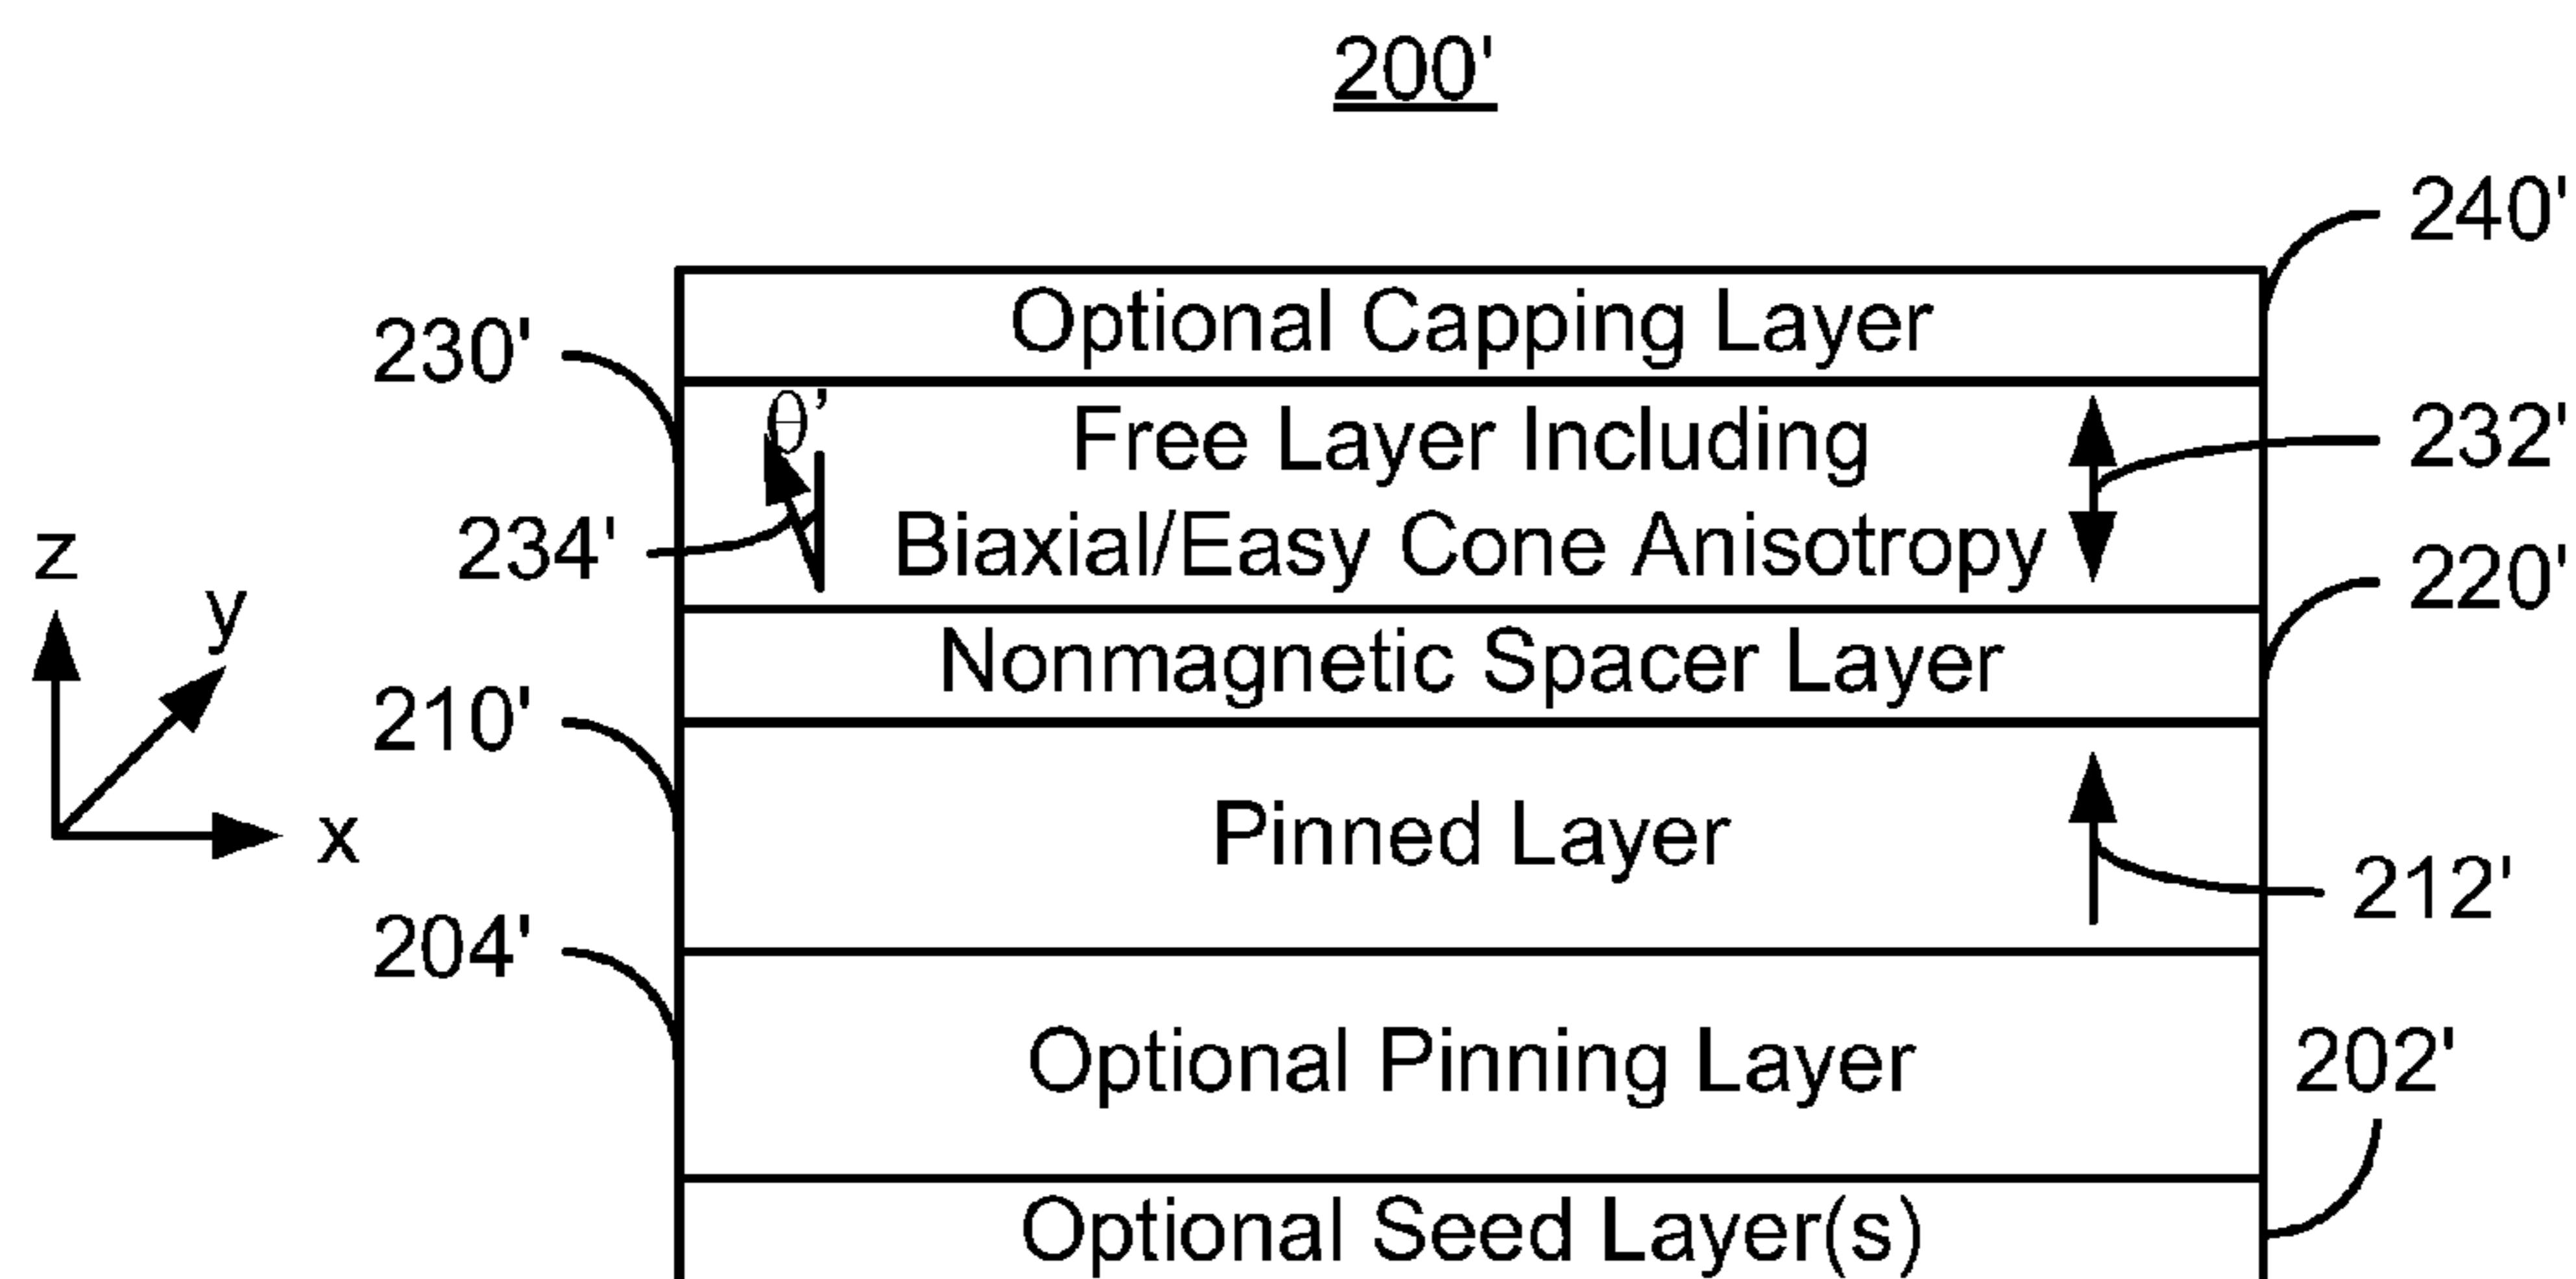 200'
240'
Optional Capping Layer
230'
θ’
Free Layer Including
232'
234'
Biaxial/Easy Cone Anisotropy
220'
z
y
x
Nonmagnetic Spacer Layer
210'
Pinned Layer
212'
204'
Optional Pinning Layer
202'
Optional Seed Layer(s)